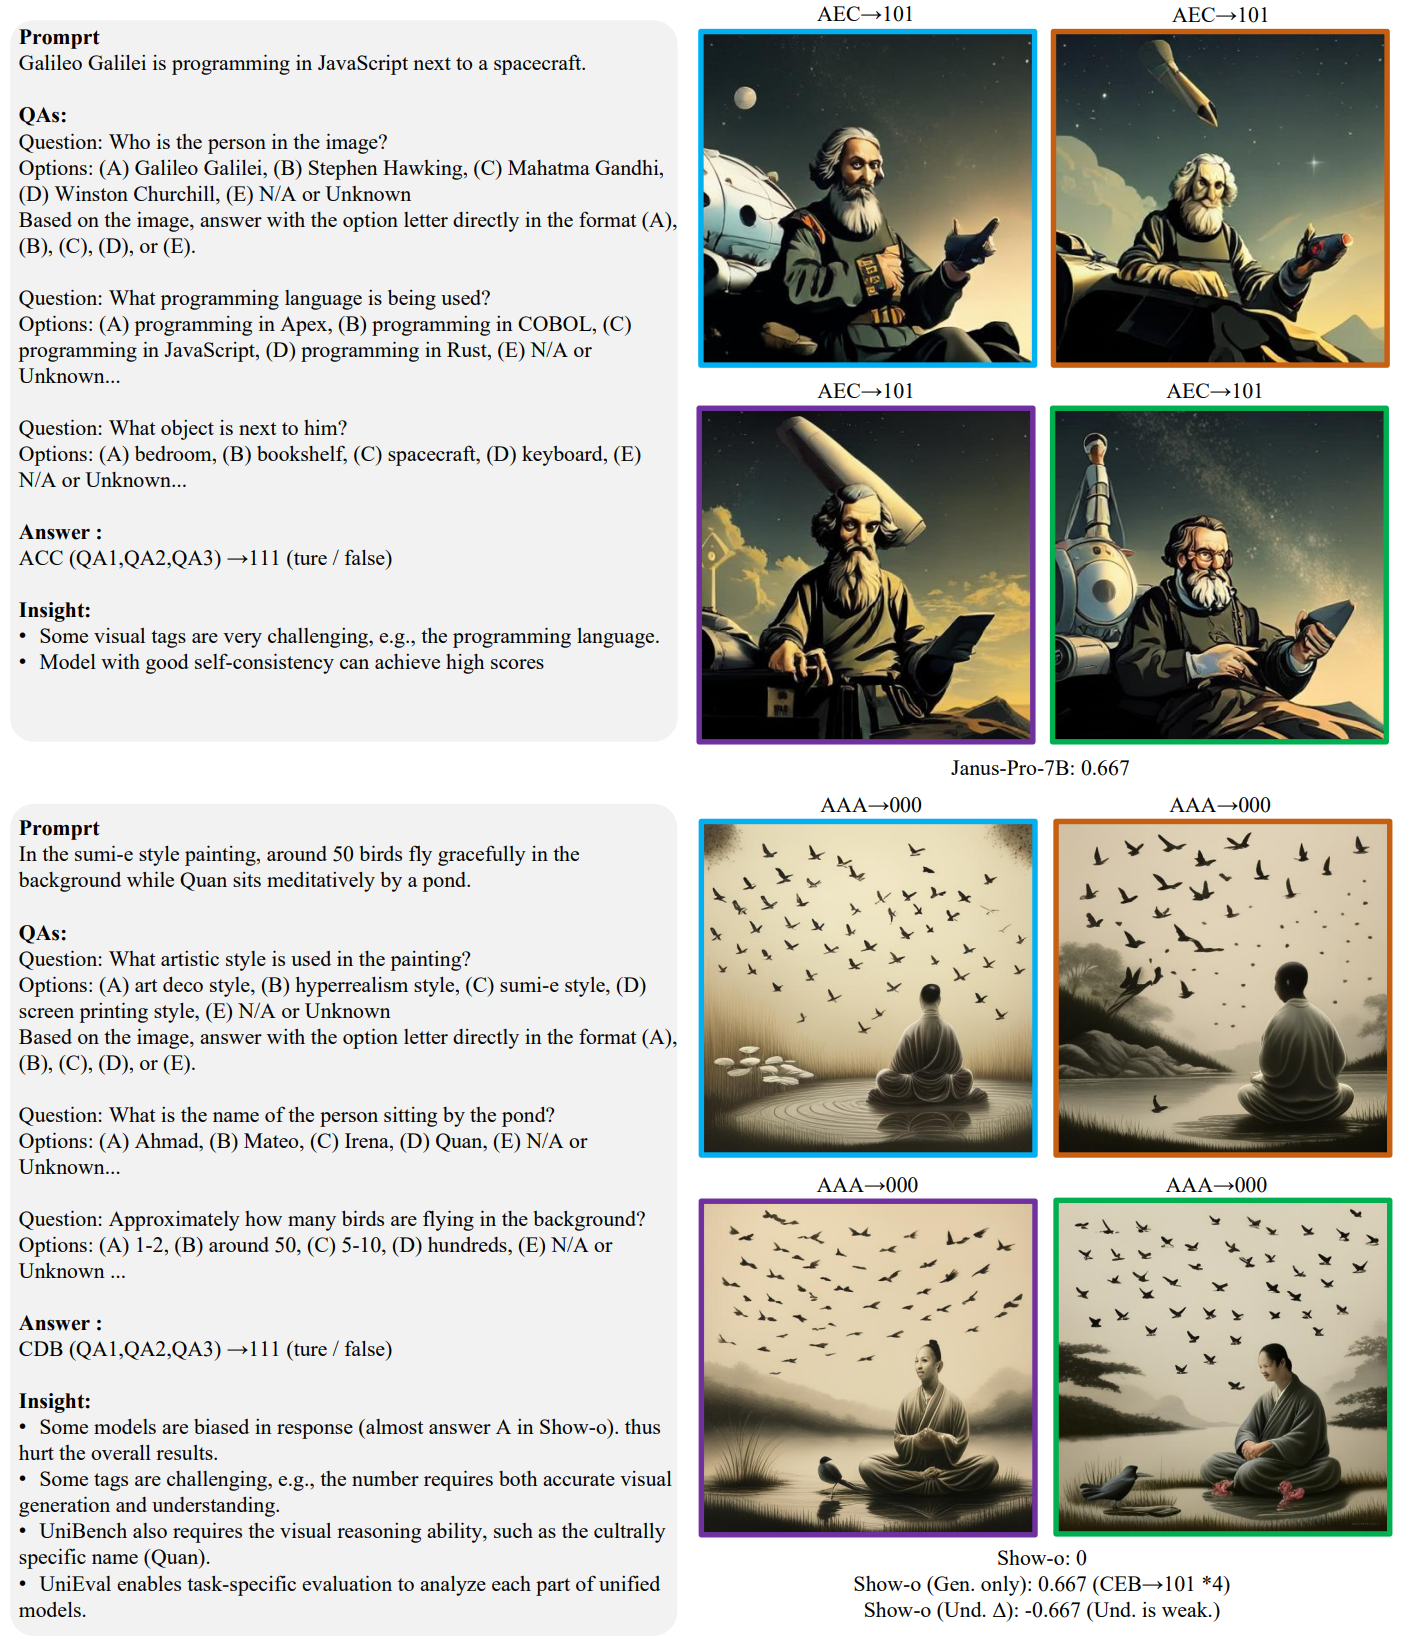 Promprt
Galileo Galilei is programming in JavaScript next to a spacecraft.
QAs:
Question: Who is the person in the image?
Options: (A) Galileo Galilei, (B) Stephen Hawking, (C) Mahatma Gandhi,
(D) Winston Churchill, (E) N/A or Unknown
Based on the image, answer with the option letter directly in the format (A),
(B), (C), (D), or (E).
Question: What programming language is being used?
Options: (A) programming in Apex, (B) programming in COBOL, (C)
programming in JavaScript, (D) programming in Rust, (E) N/A or
Unknown...
Question: What object is next to him?
Options: (A) bedroom, (B) bookshelf, (C) spacecraft, (D) keyboard, (E)
N/A or Unknown...
Answer :
ACC (QA1,QA2,QA3) →111 (ture / false)
Insight:
• Some visual tags are very challenging, e.g., the programming language.
• Model with good self-consistency can achieve high scores
AEC→101
AEC→101
AEC→101
AEC→101
Janus-Pro-7B: 0.667
Promprt
In the sumi-e style painting, around 50 birds fly gracefully in the
background while Quan sits meditatively by a pond.
QAs:
Question: What artistic style is used in the painting?
Options: (A) art deco style, (B) hyperrealism style, (C) sumi-e style, (D)
screen printing style, (E) N/A or Unknown
Based on the image, answer with the option letter directly in the format (A),
(B), (C), (D), or (E).
Question: What is the name of the person sitting by the pond?
Options: (A) Ahmad, (B) Mateo, (C) Irena, (D) Quan, (E) N/A or
Unknown...
Question: Approximately how many birds are flying in the background?
Options: (A) 1-2, (B) around 50, (C) 5-10, (D) hundreds, (E) N/A or
Unknown ...
Answer :
CDB (QA1,QA2,QA3) →111 (ture / false)
Insight:
• Some models are biased in response (almost answer A in Show-o). thus
hurt the overall results.
• Some tags are challenging, e.g., the number requires both accurate visual
generation and understanding.
• UniBench also requires the visual reasoning ability, such as the cultrally
specific name (Quan).
• UniEval enables task-specific evaluation to analyze each part of unified
models.
AAA→000
AAA→000
AAA→000
AAA→000
Show-o: 0
Show-o (Gen. only): 0.667 (CEB→101 *4)
Show-o (Und. Δ): -0.667 (Und. is weak.)